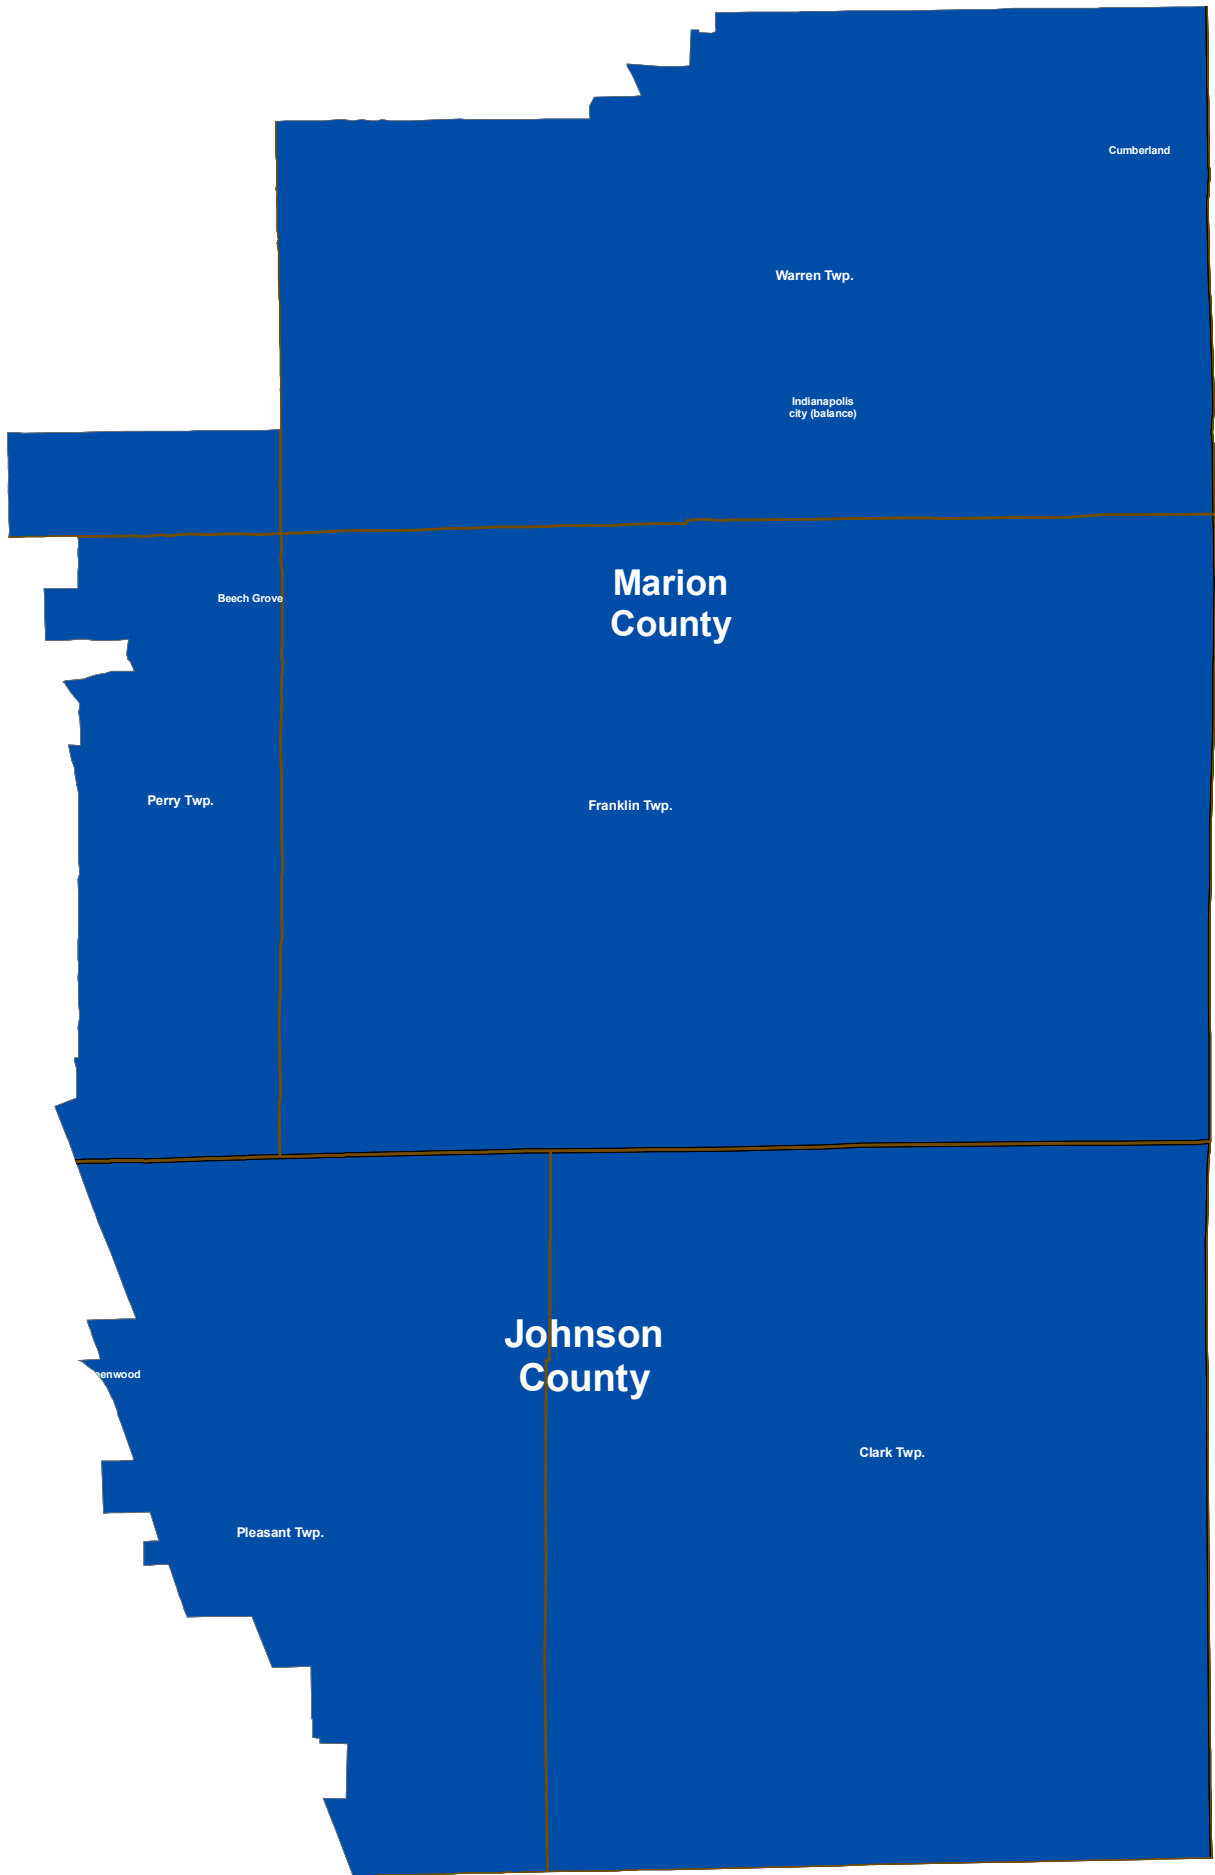 Cumberland
Warren Twp.
Indianapolis
city (balance)
Marion
County
Beech Grove
Perry Twp.
Franklin Twp.
Johnson
County
enwood
Clark Twp.
Pleasant Twp.